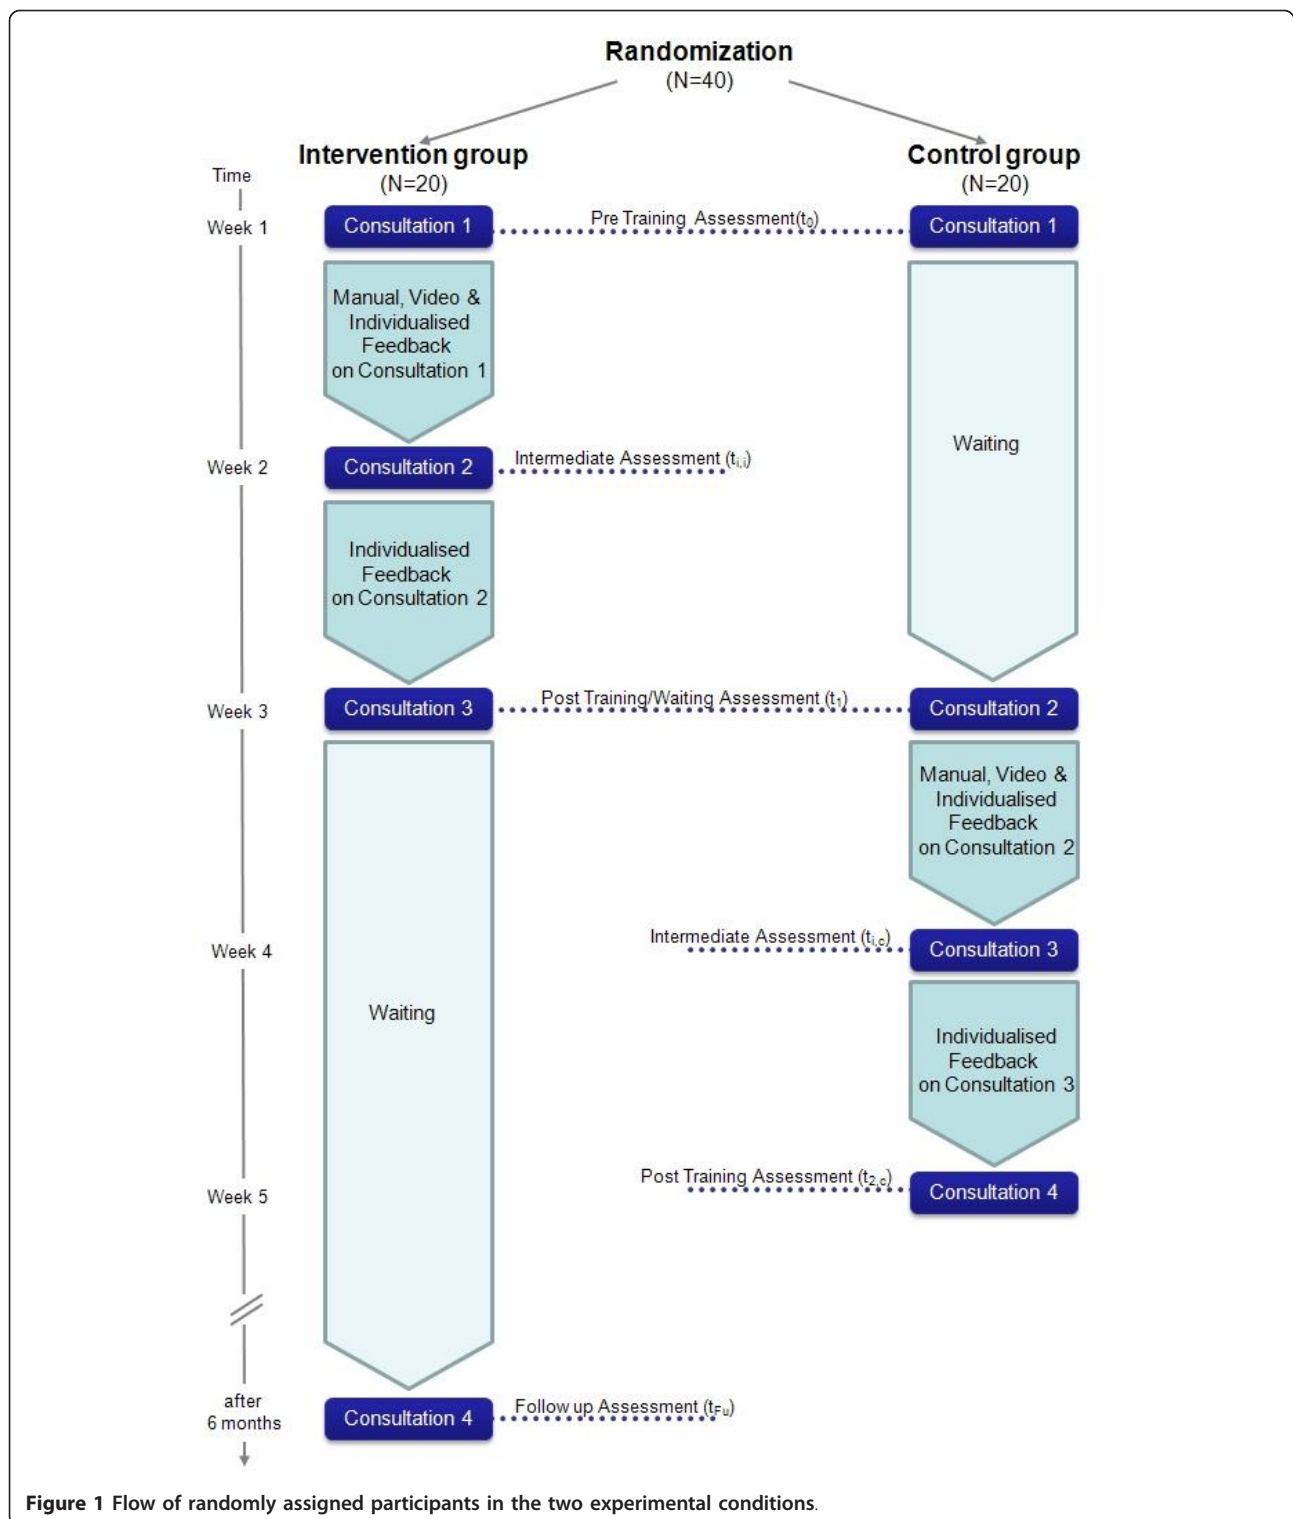 Randomization
(N=40)
Intervention group
(N=20)
Control group
(N=20)
Time
Week 1
Consultation 1
Pre Training Assessment(t0)
Consultation 1
Manual, Video &
Individualised
Feedback
on Consultation 1
Waiting
Week 2
Consultation 2
Intermediate Assessment (ti,i)
Individualised
Feedback
on Consultation 2
Week 3
Consultation 3
Post Training/Waiting Assessment (t1)
Consultation 2
Manual, Video &
Individualised
Feedback
on Consultation 2
Week 4
Intermediate Assessment (ti,c)
Consultation 3
Waiting
Individualised
Feedback
on Consultation 3
Week 5
Post Training Assessment (t2,c)
Consultation 4
after
6 months
Consultation 4
Follow up Assessment (tFu)
Figure 1 Flow of randomly assigned participants in the two experimental conditions.